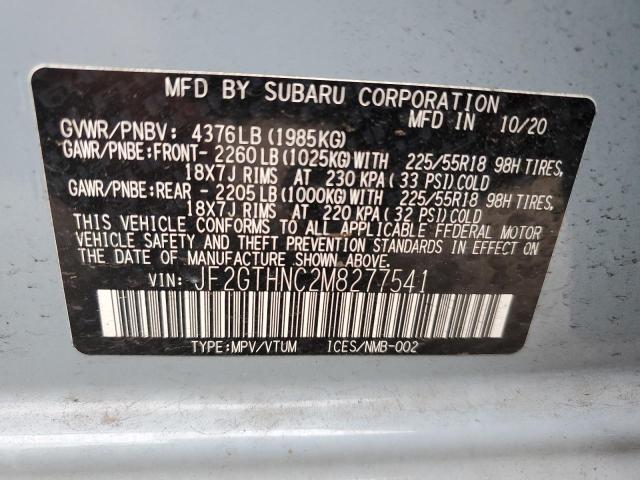 MFD BY SUBARU CORPORATION
MFD IN 10/20
GVWR/PNBV: 4376LB (1985KG)
GAWR/PNBE:FRONT- 2260LB (1025KG) WITH 225/55R18 98H TIRES,
18X7J RIMS AT 230 KPA (33 PSI) COLD
GAWR/PNBE:REAR - 2205LB (1000KG) WITH 225/55R18 98H TIRES,
18X7J RIMS AT 220 KPA (32 PSI) COLD
THIS VEHICLE CONFORMS TO ALL APPLICABLE FEDERAL MOTOR
VEHICLE SAFETY AND THEFT PREVENTION STANDARDS IN EFFECT ON
THE DATE OF MANUFACTURE SHOWN ABOVE.
VIN: JF2GTHNC2M8277541
TYPE:MPV/VTUM ICES/NMB-002